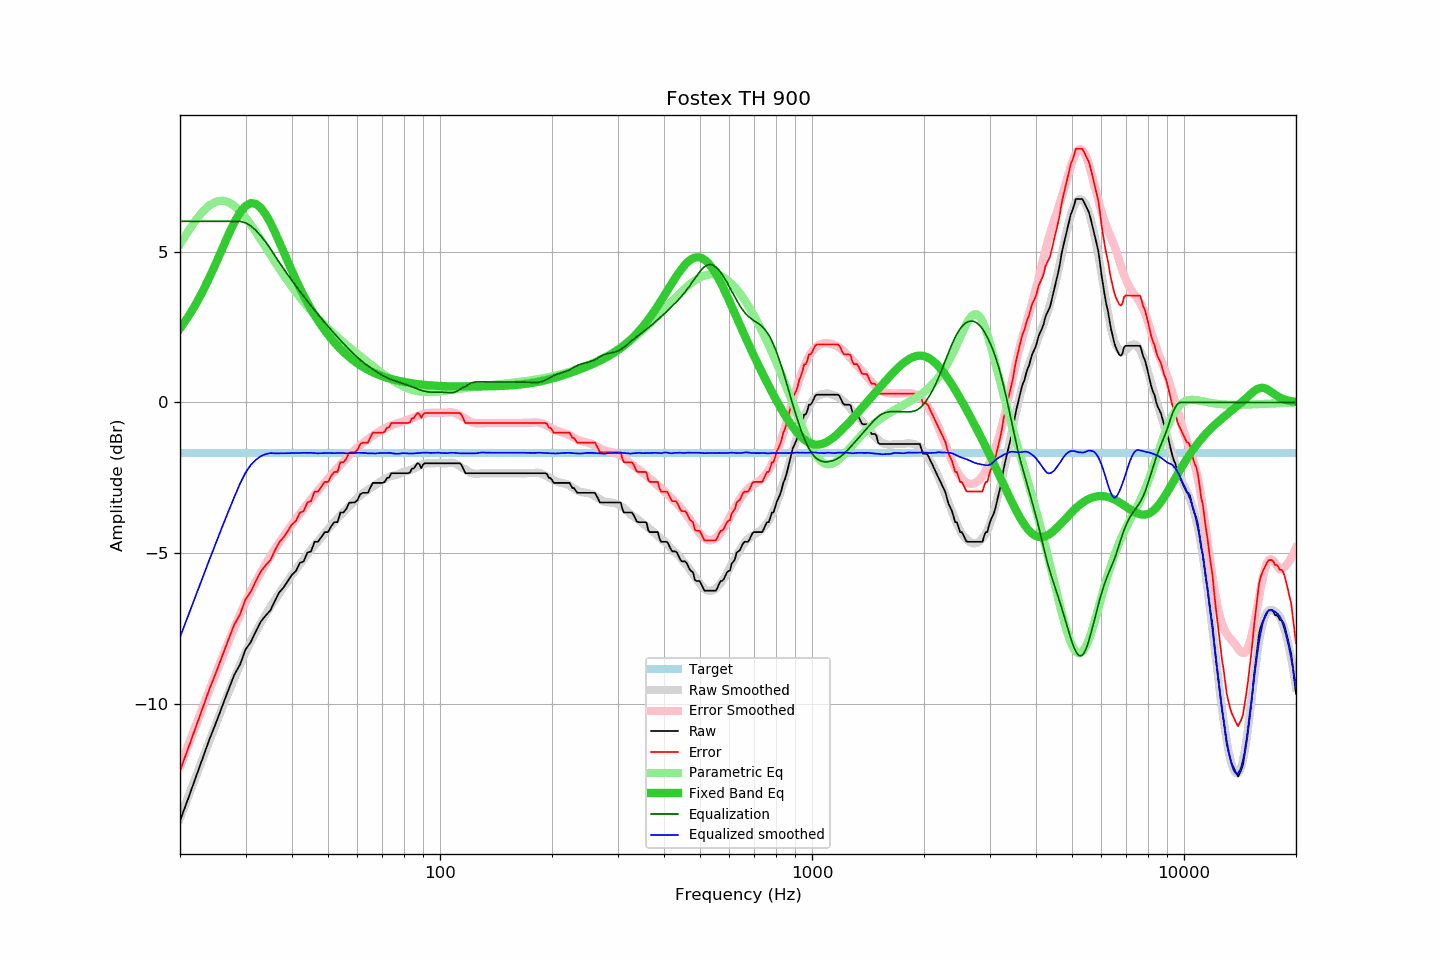 Fostex TH 900
Amplitude (dBr)
5
0
−5
−10
Target
Raw Smoothed
Error Smoothed
Raw
Error
Parametric Eq
Fixed Band Eq
Equalization
Equalized smoothed
100
1000
10000
Frequency (Hz)